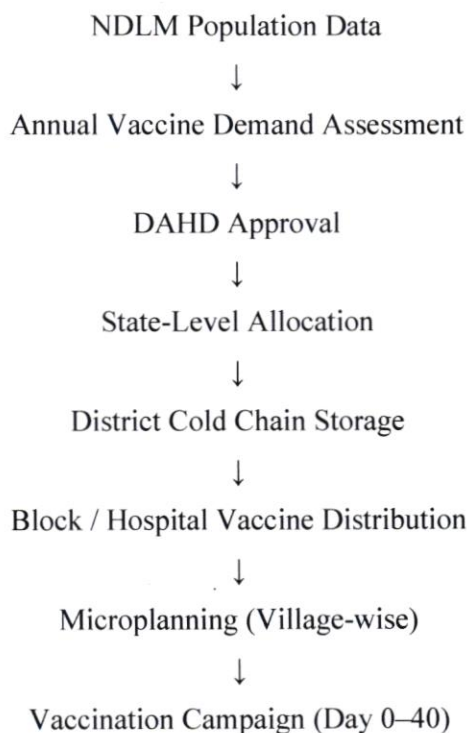 NDLM Population Data
↓
Annual Vaccine Demand Assessment
↓
DAHD Approval
↓
State-Level Allocation
↓
District Cold Chain Storage
↓
Block / Hospital Vaccine Distribution
↓
Microplanning (Village-wise)
↓
Vaccination Campaign (Day 0–40)